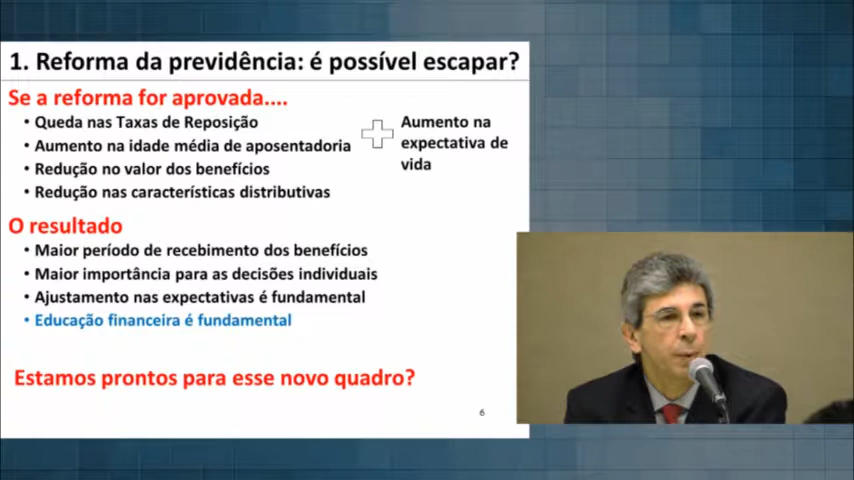 1. Reforma da previdência: é possível escapar?
Se a reforma for aprovada....
• Queda nas Taxas de Reposição
• Aumento na idade média de aposentadoria
• Redução no valor dos benefícios
• Redução nas características distributivas
Aumento na
expectativa de
vida
O resultado
• Maior período de recebimento dos benefícios
• Maior importância para as decisões individuais
• Ajustamento nas expectativas é fundamental
• Educação financeira é fundamental
Estamos prontos para esse novo quadro?
6